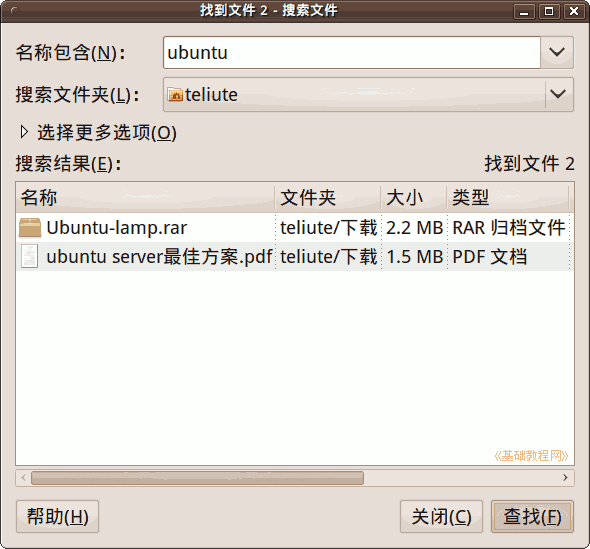 找到文件 2 - 搜索文件
名称包含(N)： ubuntu
搜索文件夹(L)： teliute
选择更多选项(O)
搜索结果(E)： 找到文件 2
名称 文件夹 大小 类型
Ubuntu-lamp.rar teliute/下载 2.2 MB RAR 归档文件
ubuntu server最佳方案.pdf teliute/下载 1.5 MB PDF 文档
《基础教程网》
帮助(H) 关闭(C) 查找(F)